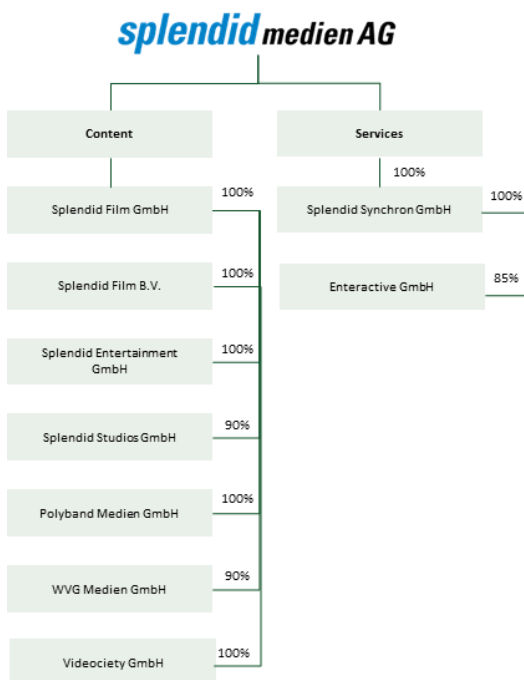 splendid medien AG
Content
Services
100%
100%
Splendid Film GmbH
Splendid Synchron GmbH
100%
100%
Splendid Film B.V.
Enteractive GmbH
85%
100%
Splendid Entertainment
GmbH
90%
Splendid Studios GmbH
100%
Polyband Medien GmbH
90%
WVG Medien GmbH
100%
Videociety GmbH